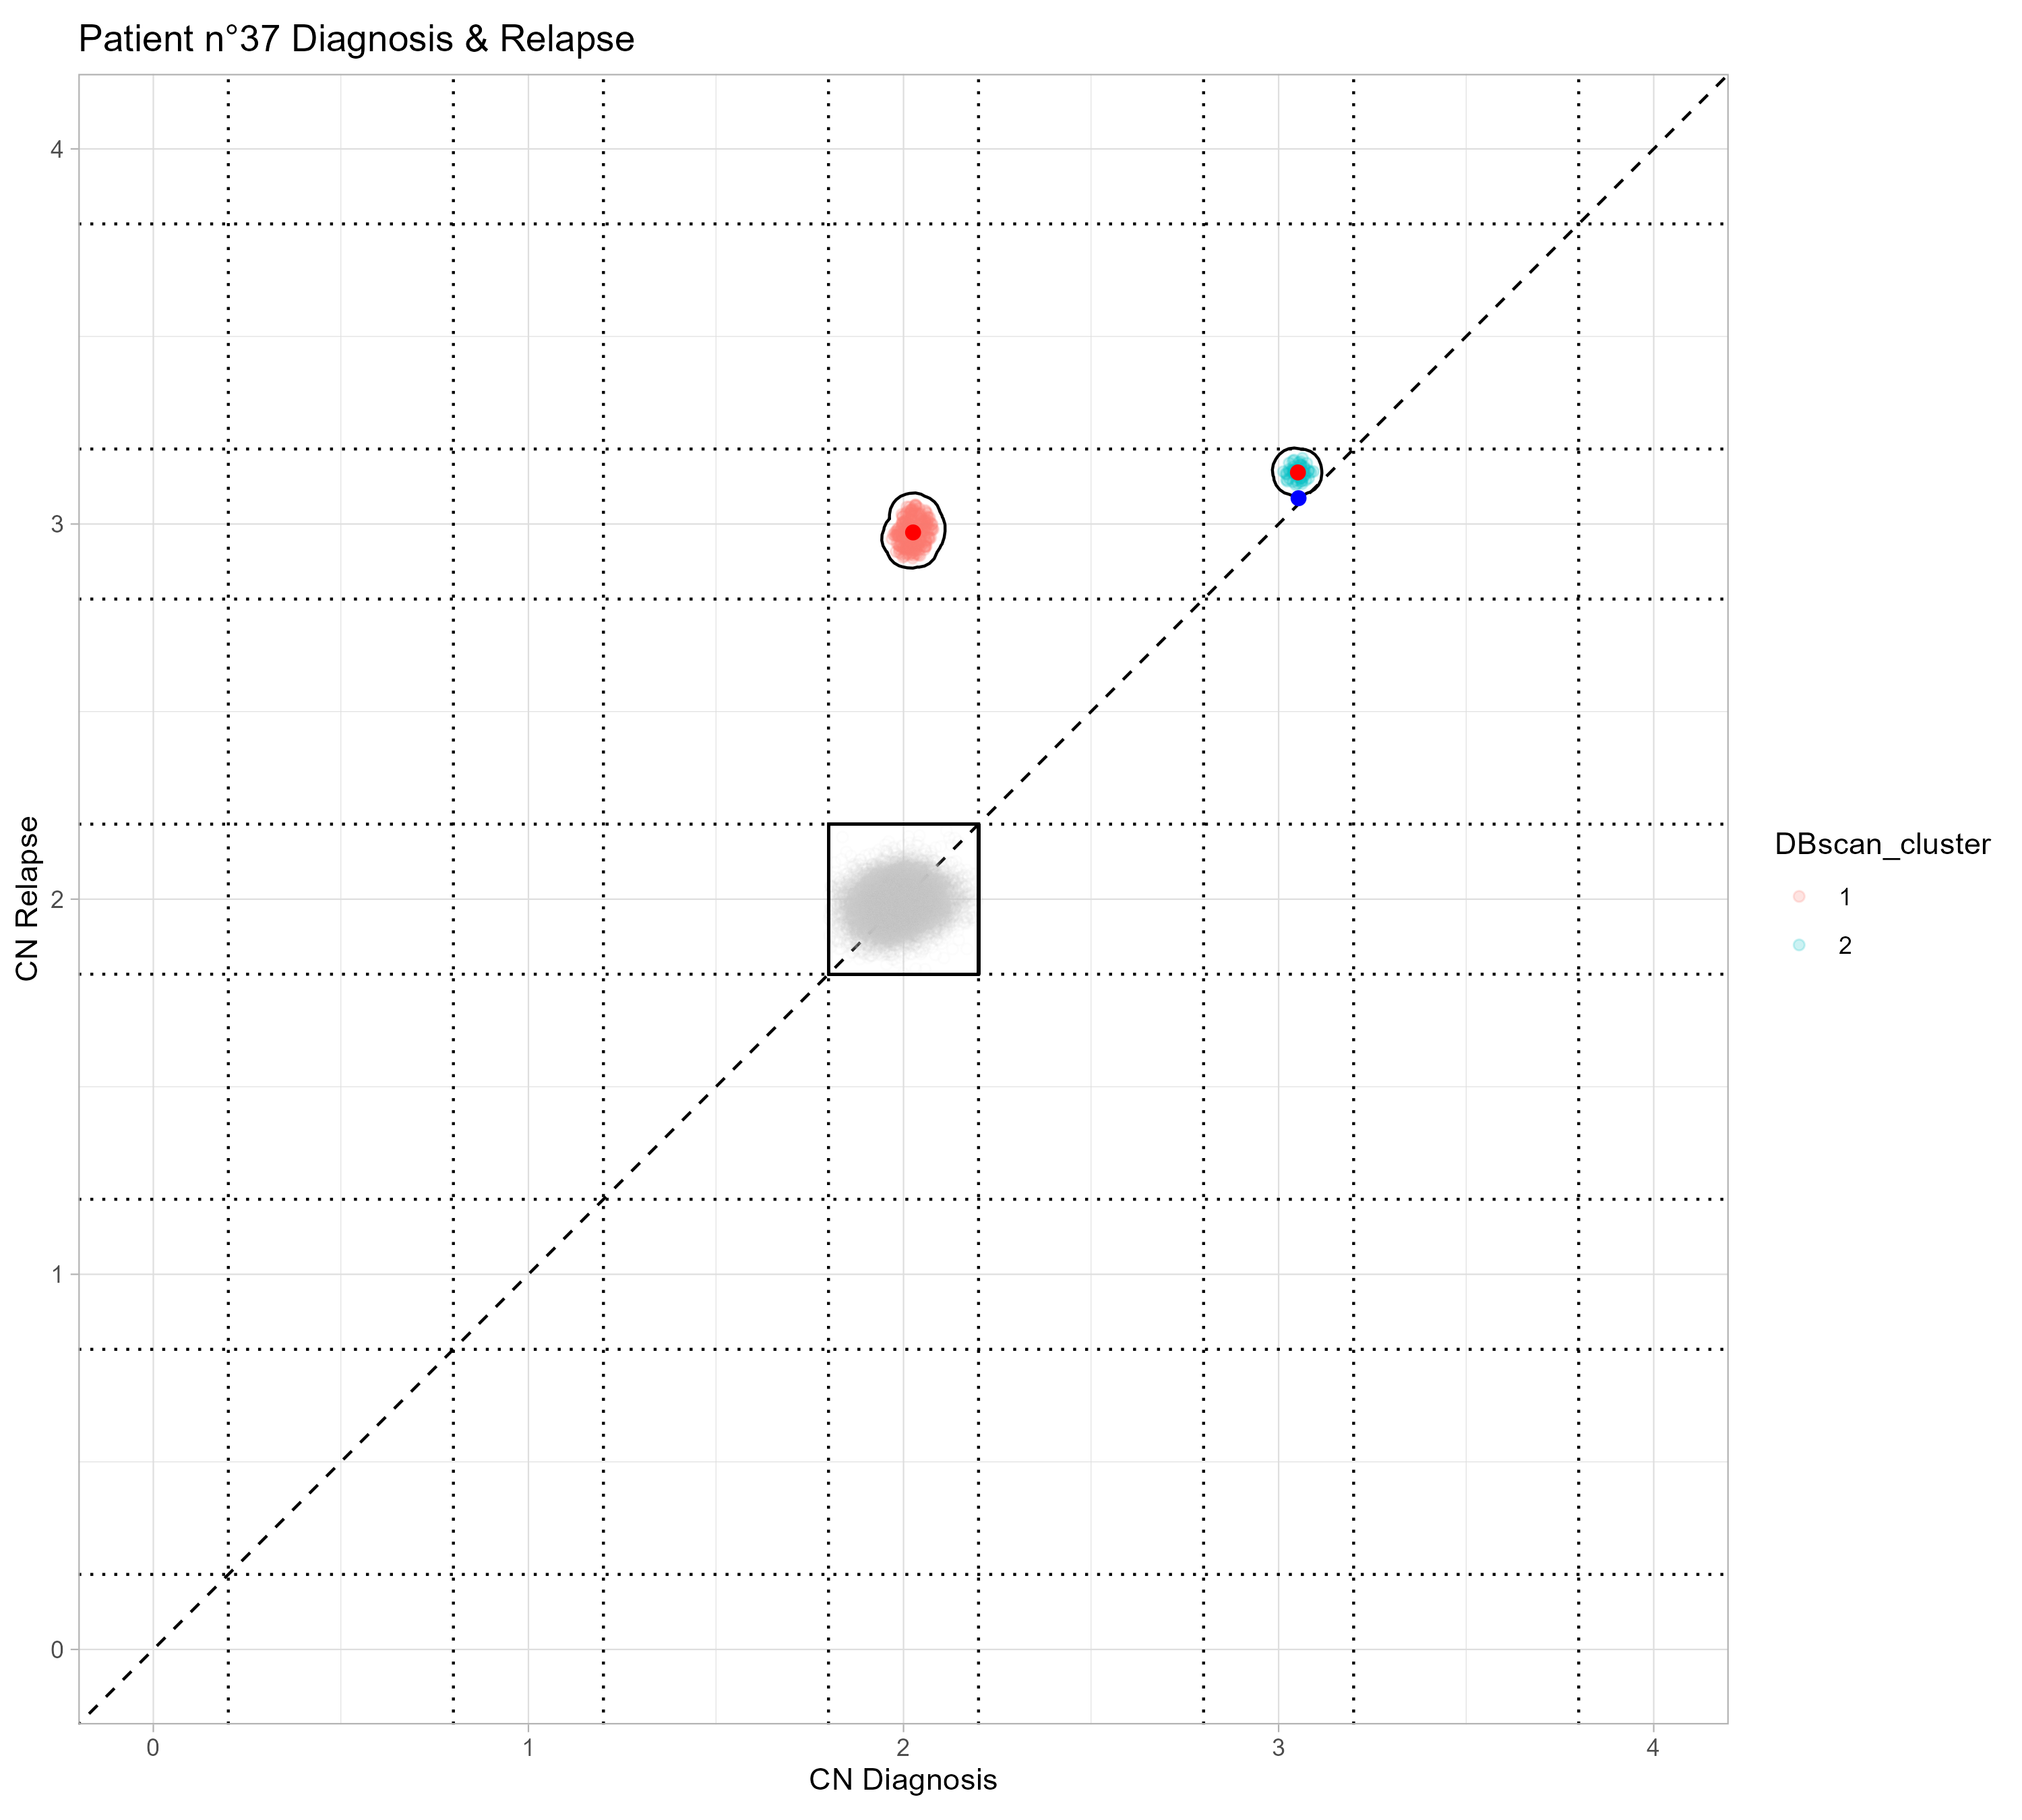 Patient n°37 Diagnosis & Relapse
4
3
2
1
0
CN Relapse
0 1 2 3 4
CN Diagnosis
DBscan_cluster
1
2